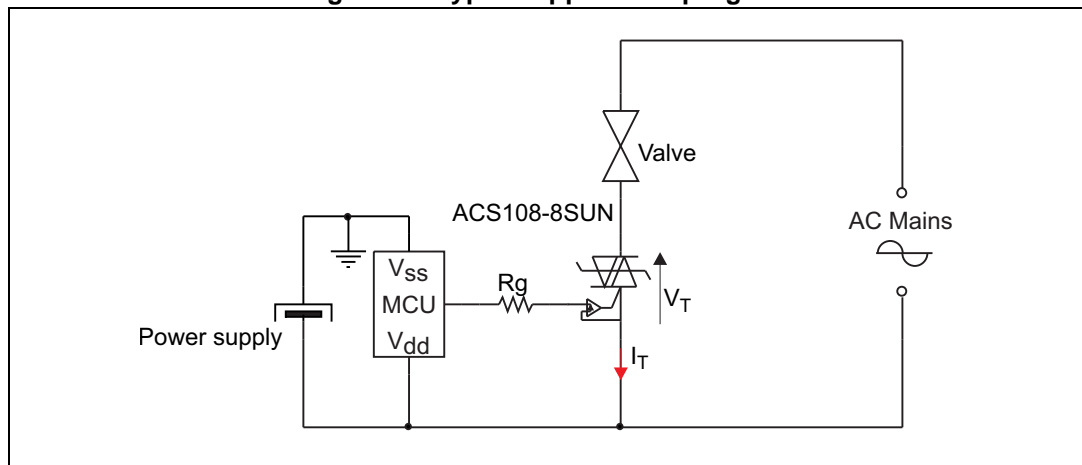 Valve
ACS108-8SUN
AC Mains
Vss
MCU
Vdd
Rg
VT
Power supply
IT